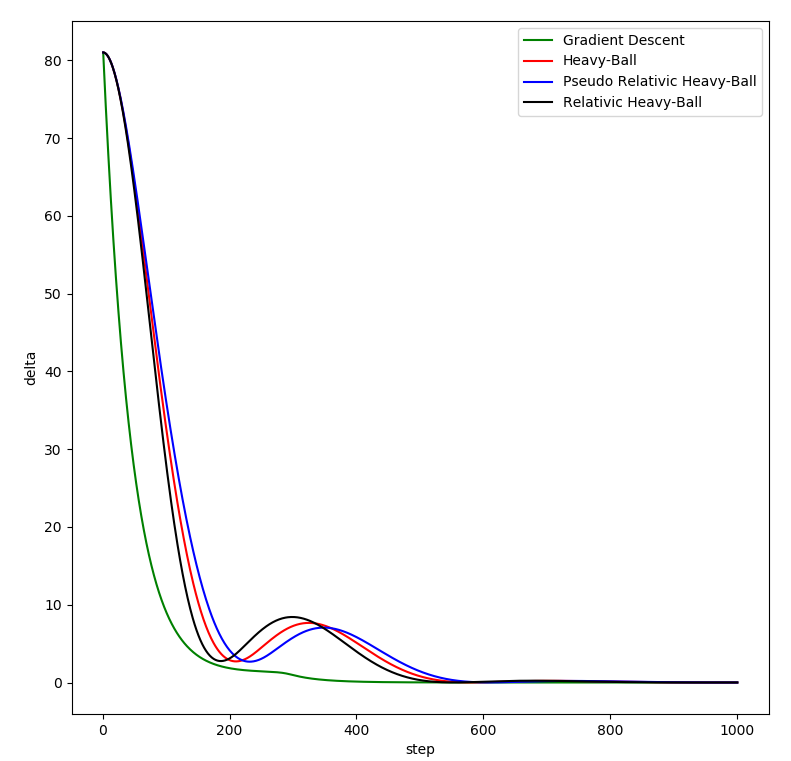 Gradient Descent
Heavy-Ball
Pseudo Relativic Heavy-Ball
Relativic Heavy-Ball
80
70
60
50
40
30
20
10
0
delta
0 200 400 600 800 1000
step